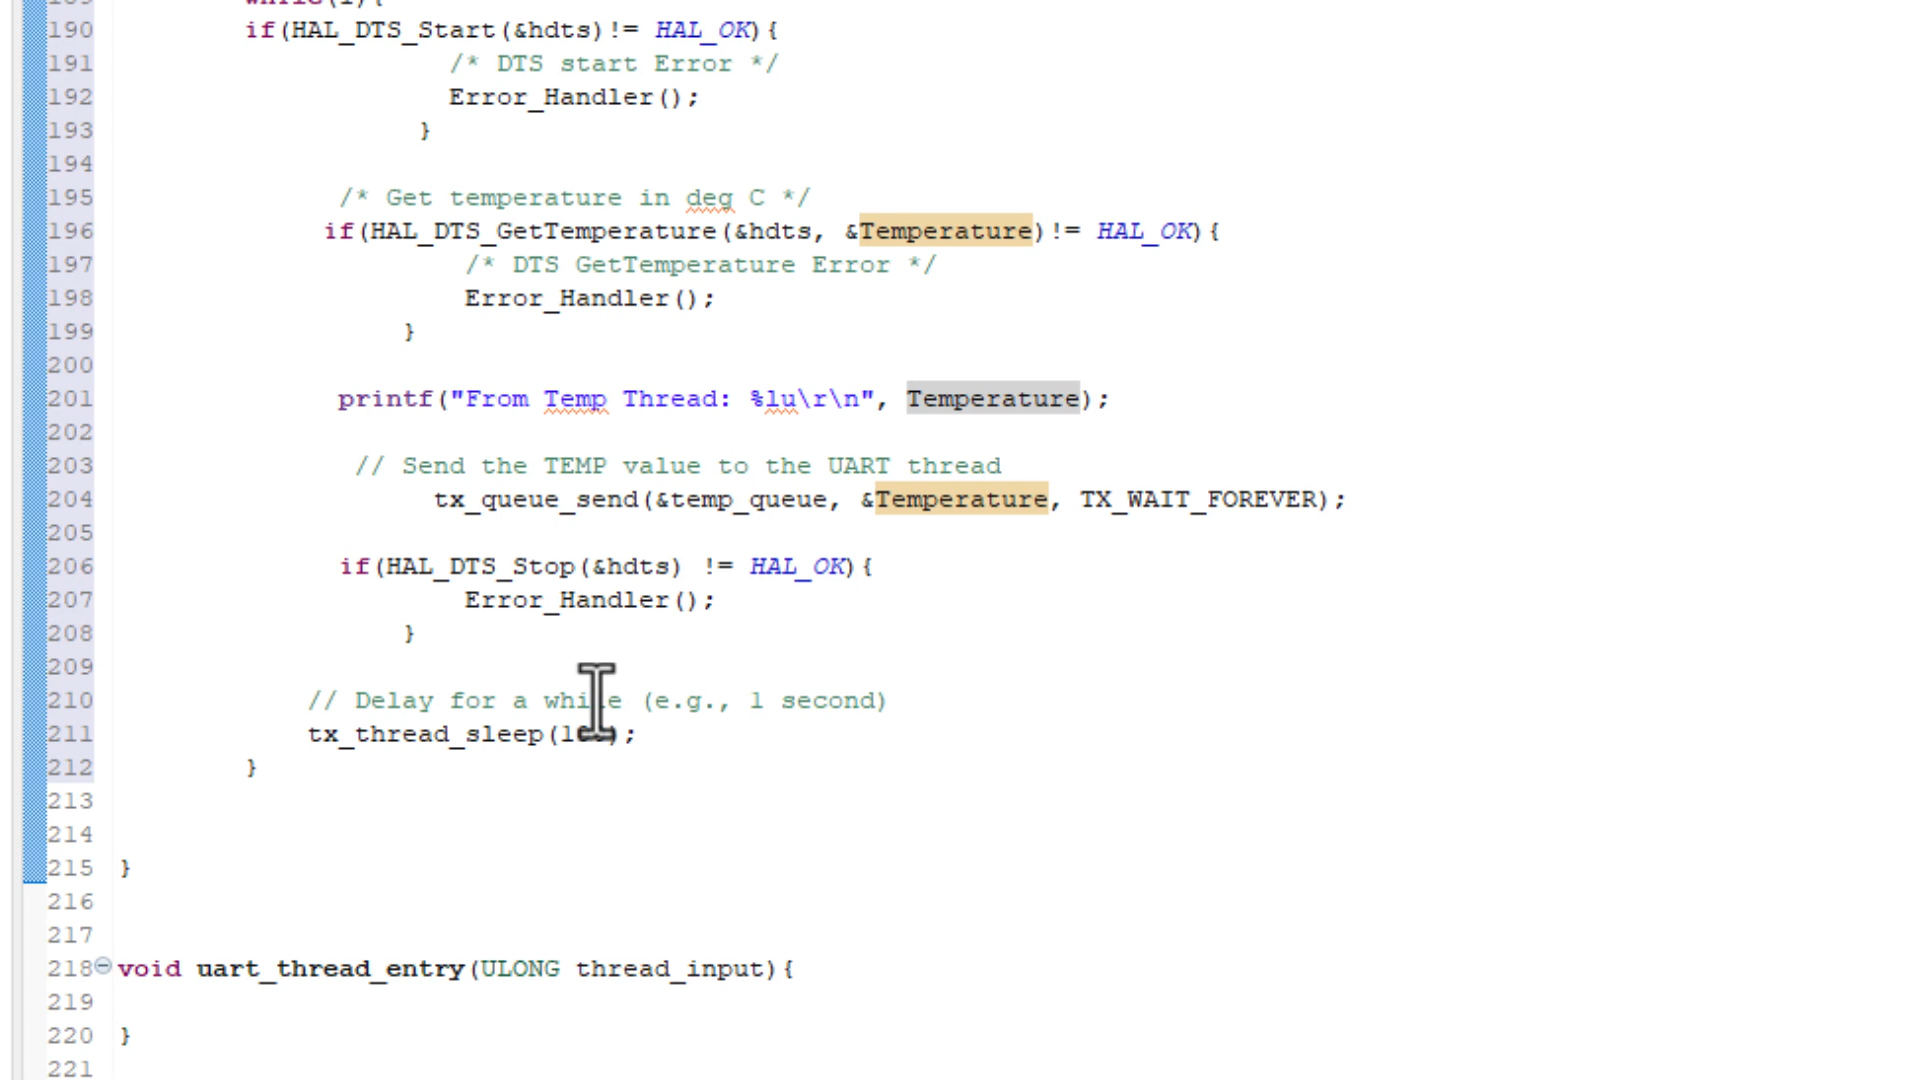 189 while(1){
190 if(HAL_DTS_Start(&hdts)!= HAL_OK){
191 /* DTS start Error */
192 Error_Handler();
193 }
194
195 /* Get temperature in deg C */
196 if(HAL_DTS_GetTemperature(&hdts, &Temperature)!= HAL_OK){
197 /* DTS GetTemperature Error */
198 Error_Handler();
199 }
200
201 printf("From Temp Thread: %lu\r\n", Temperature);
202
203 // Send the TEMP value to the UART thread
204 tx_queue_send(&temp_queue, &Temperature, TX_WAIT_FOREVER);
205
206 if(HAL_DTS_Stop(&hdts) != HAL_OK){
207 Error_Handler();
208 }
209
210 // Delay for a while (e.g., 1 second)
211 tx_thread_sleep(100);
212 }
213
214
215 }
216
217
218 void uart_thread_entry(ULONG thread_input){
219
220 }
221